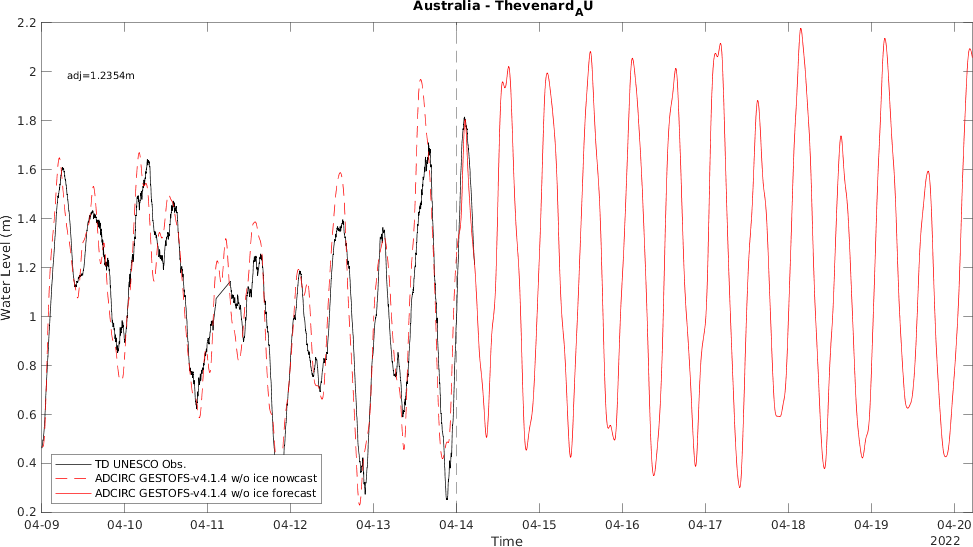 Australia - Thevenard_AU
2.2
2
1.8
1.6
1.4
1.2
1
0.8
0.6
0.4
0.2
Water Level (m)
adj=1.2354m
TD UNESCO Obs.
ADCIRC GESTOFS-v4.1.4 w/o ice nowcast
ADCIRC GESTOFS-v4.1.4 w/o ice forecast
04-09 04-10 04-11 04-12 04-13 04-14 04-15 04-16 04-17 04-18 04-19 04-20
Time
2022